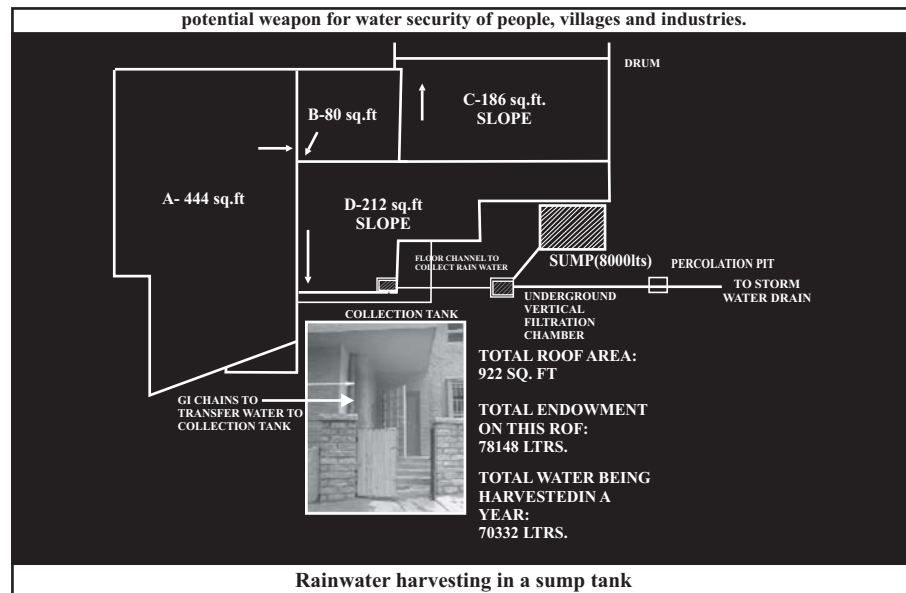 potential weapon for water security of people, villages and industries.
DRUM
C-186 sq.ft.
SLOPE
B-80 sq.ft
A- 444 sq.ft
D-212 sq.ft
SLOPE
FLOOR CHANNEL TO
COLLECT RAIN WATER
SUMP(8000lts)
PERCOLATION PIT
TO STORM
WATER DRAIN
UNDERGROUND
VERTICAL
FILTRATION
CHAMBER
COLLECTION TANK
GI CHAINS TO
TRANSFER WATER TO
COLLECTION TANK
TOTAL ROOF AREA:
922 SQ. FT
TOTAL ENDOWMENT
ON THIS ROF:
78148 LTRS.
TOTAL WATER BEING
HARVESTEDIN A
YEAR:
70332 LTRS.
Rainwater harvesting in a sump tank